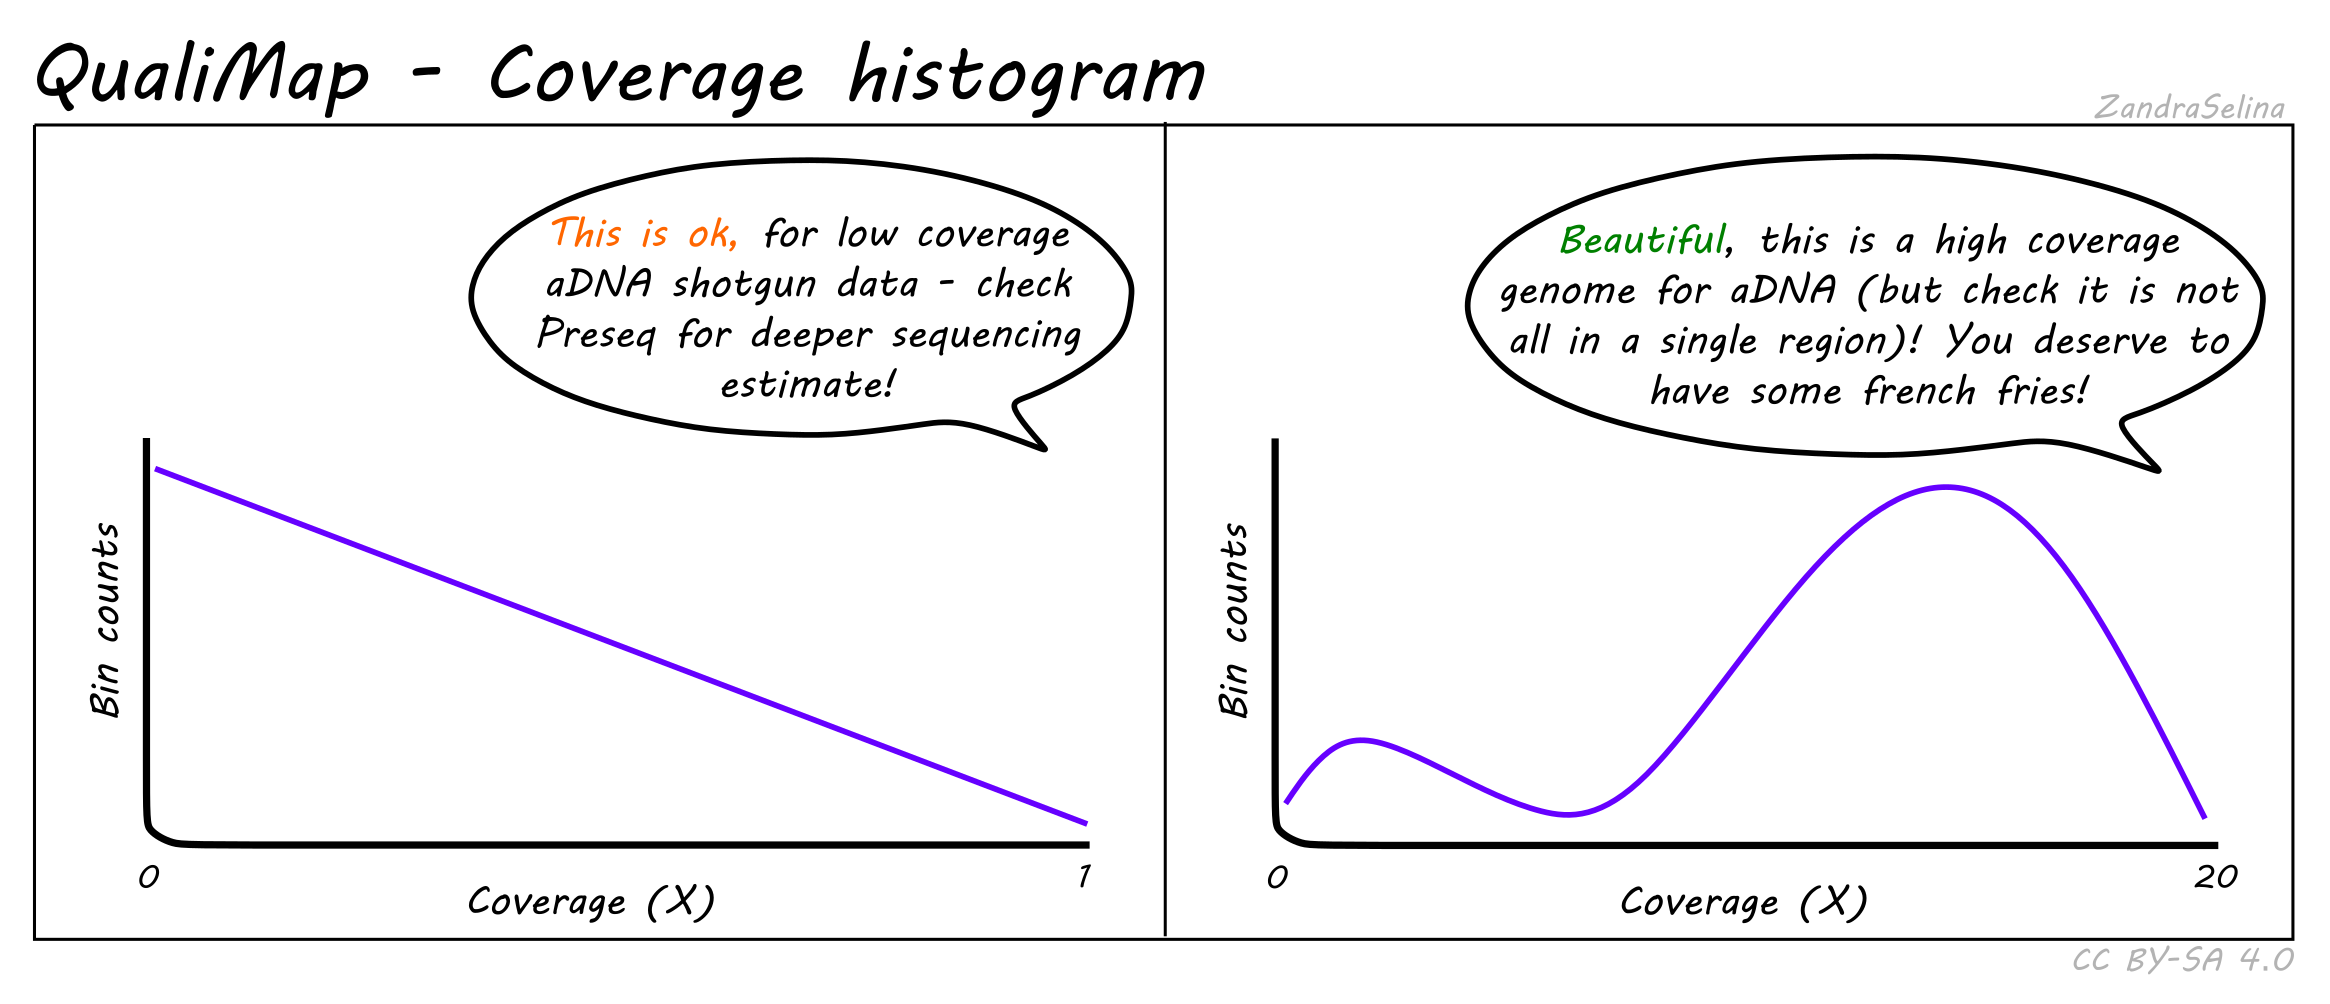 QualiMap - Coverage histogram
ZandraSelina
This is ok, for low coverage
aDNA shotgun data - check
Preseq for deeper sequencing
estimate!
Bin counts
0
1
Coverage (X)
Beautiful, this is a high coverage
genome for aDNA (but check it is not
all in a single region)! You deserve to
have some french fries!
Bin counts
0
20
Coverage (X)
CC BY-SA 4.0